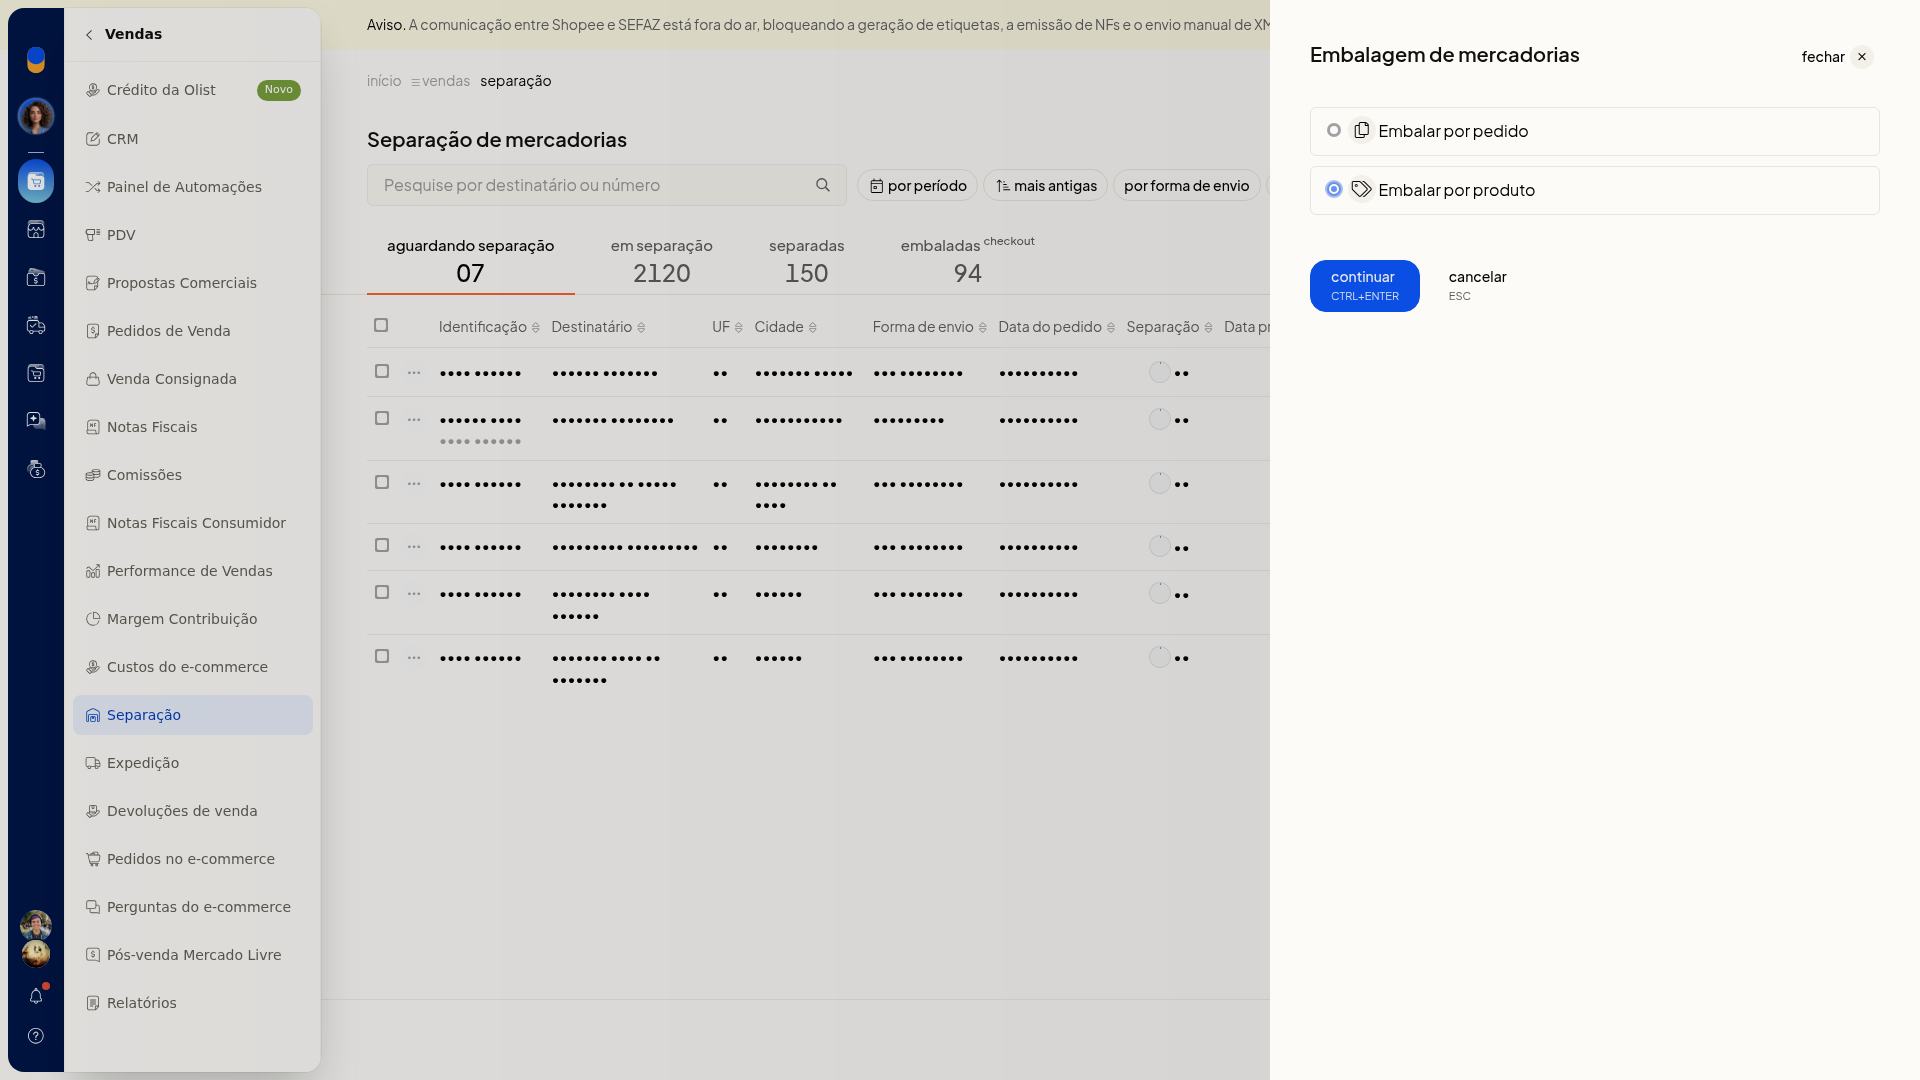 Vendas
Crédito da Olist Novo
CRM
Painel de Automações
PDV
Propostas Comerciais
Pedidos de Venda
Venda Consignada
Notas Fiscais
Comissões
Notas Fiscais Consumidor
Performance de Vendas
Margem Contribuição
Custos do e-commerce
Separação
Expedição
Devoluções de venda
Pedidos no e-commerce
Perguntas do e-commerce
Pós-venda Mercado Livre
Relatórios
Aviso. A comunicação entre Shopee e SEFAZ está fora do ar, bloqueando a geração de etiquetas, a emissão de NFs e o envio manual de XM
início vendas separação
Separação de mercadorias
Pesquise por destinatário ou número por período mais antigas por forma de envio
aguardando separação em separação separadas embaladas checkout
07 2120 150 94
Identificação Destinatário UF Cidade Forma de envio Data do pedido Separação Data pr
Embalagem de mercadorias
fechar
Embalar por pedido
Embalar por produto
continuar cancelar
CTRL+ENTER ESC